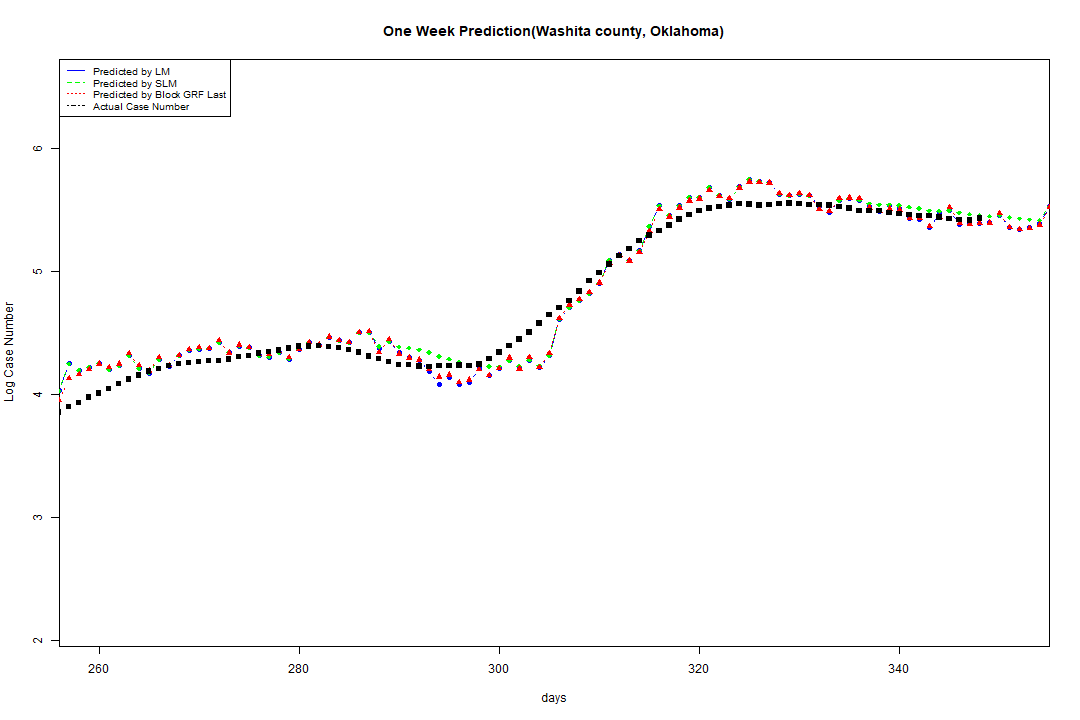 One Week Prediction(Washita county, Oklahoma)
Predicted by LM
Predicted by SLM
Predicted by Block GRF Last
Actual Case Number
Log Case Number
6
5
4
3
2
260 280 300 320 340
days